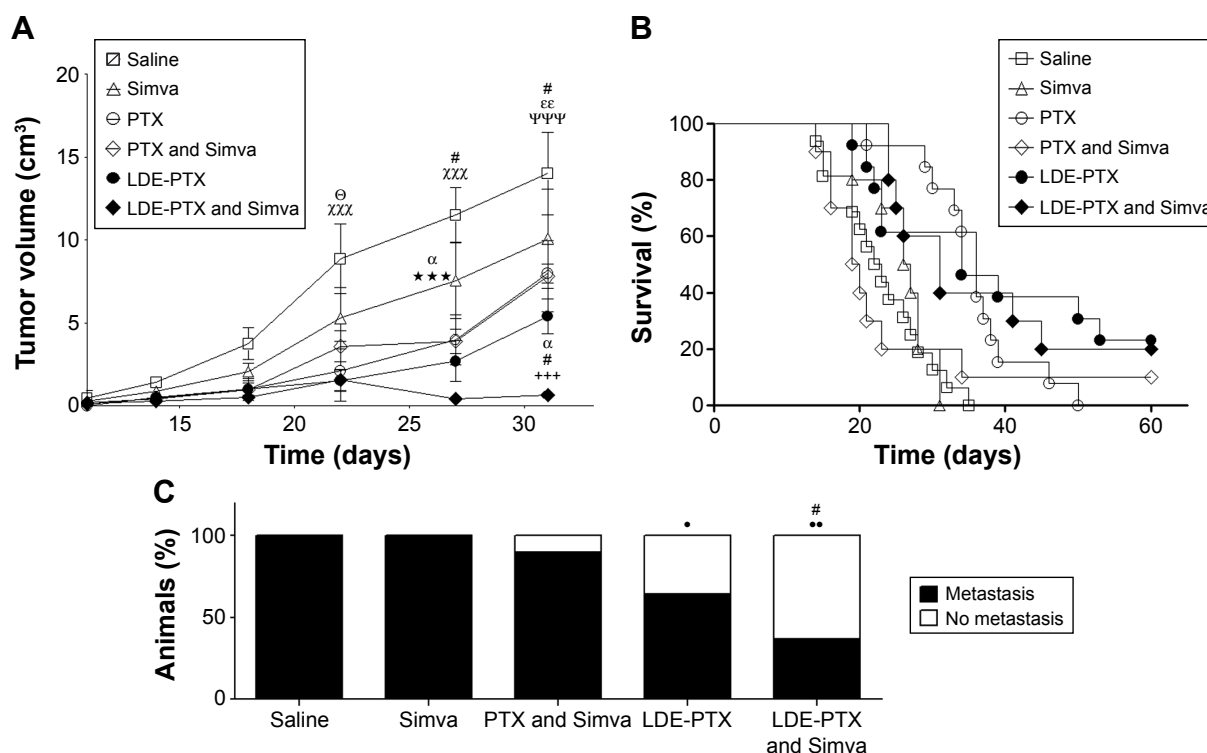 A
Saline
Simva
PTX
PTX and Simva
LDE-PTX
LDE-PTX and Simva
Tumor volume (cm³)
20
15
10
5
0
15
20
25
30
Time (days)
Θ
χχχ
#
χχχ
α
★★★
#
εε
ΨΨΨ
α
#
+++
B
Saline
Simva
PTX
PTX and Simva
LDE-PTX
LDE-PTX and Simva
Survival (%)
100
80
60
40
20
0
0
20
40
60
Time (days)
C
Animals (%)
100
50
0
•
#
••
Saline
Simva
PTX and Simva
LDE-PTX
LDE-PTX
and Simva
Metastasis
No metastasis